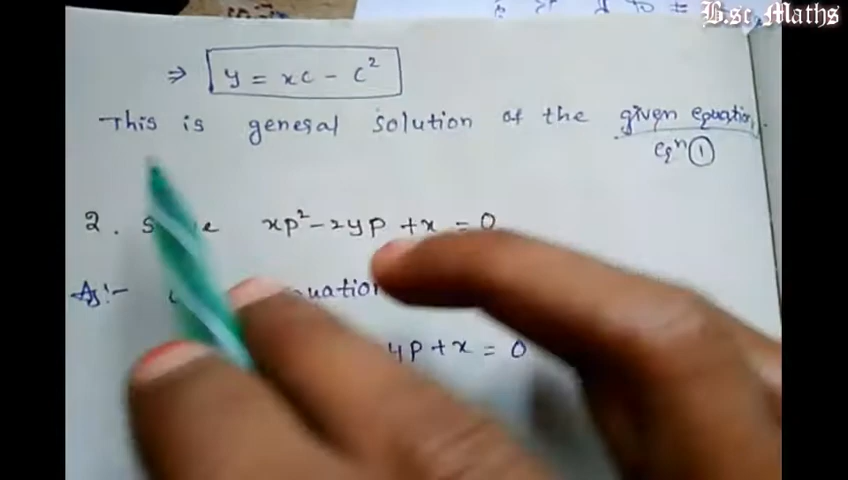 B.sc Maths
⇒ y = xc - c²
This is general solution of the given equation.
eqⁿ ①
2. xp² - 2yp + x = 0
As:-
yp + x = 0